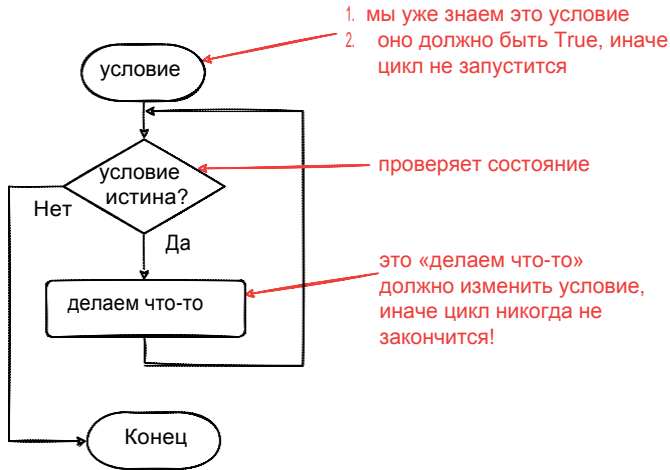 1. мы уже знаем это условие
2. оно должно быть True, иначе
цикл не запустится
условие
условие
истина?
проверяет состояние
Нет
Да
это «делаем что-то»
должно изменить условие,
иначе цикл никогда не
закончится!
делаем что-то
Конец